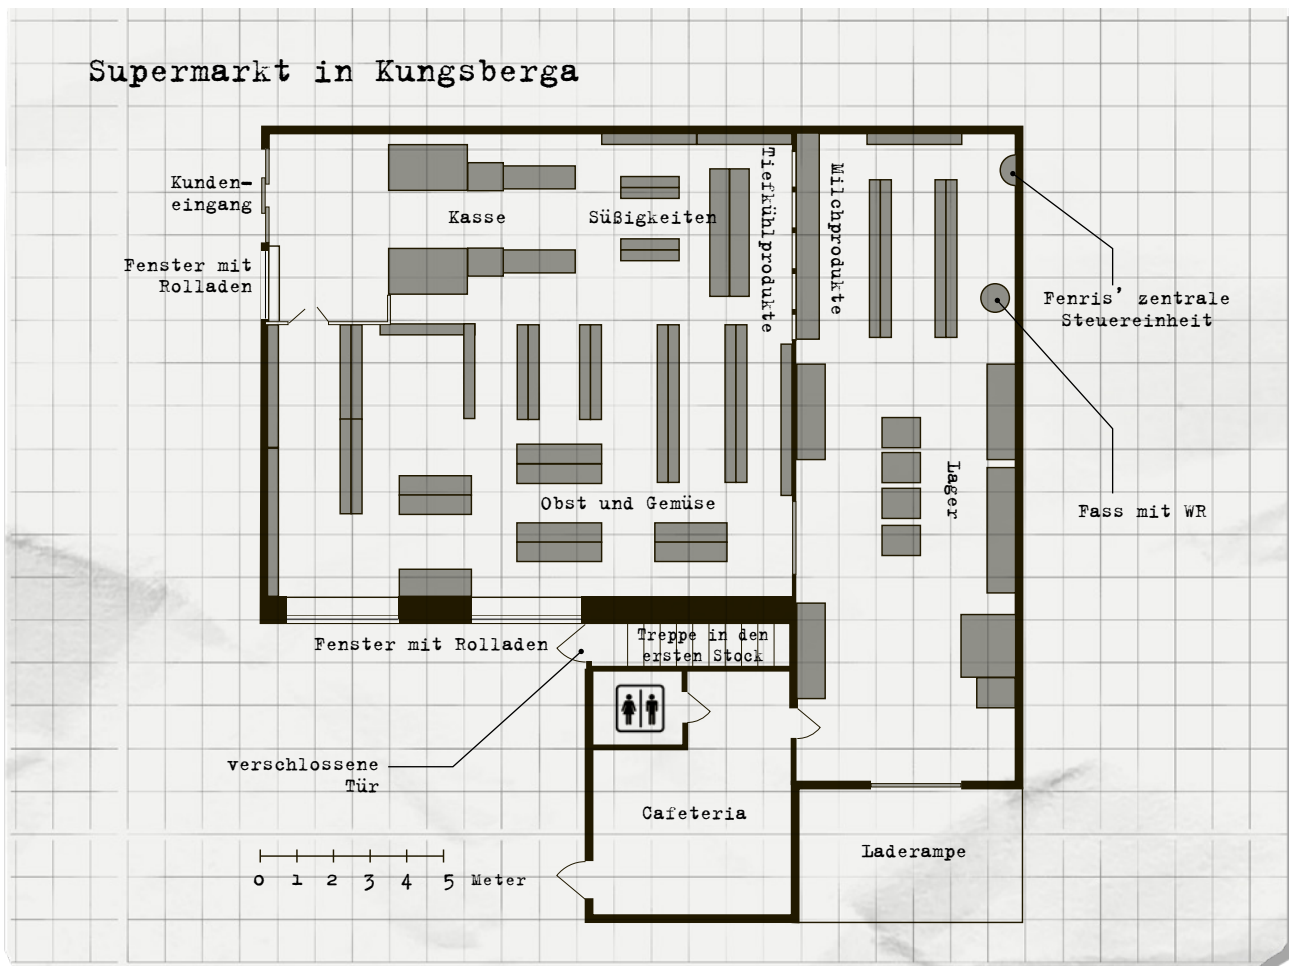 Supermarkt in Kungsberga
Kunden-
eingang
Kasse
Süßigkeiten
Tiefkühlprodukte
Milchprodukte
Fenster mit
Rolladen
Fenris’ zentrale
Steuereinheit
Lager
Obst und Gemüse
Fass mit WR
Fenster mit Rolladen
Treppe in den
ersten Stock
verschlossene
Tür
Cafeteria
Laderampe
0 1 2 3 4 5 Meter